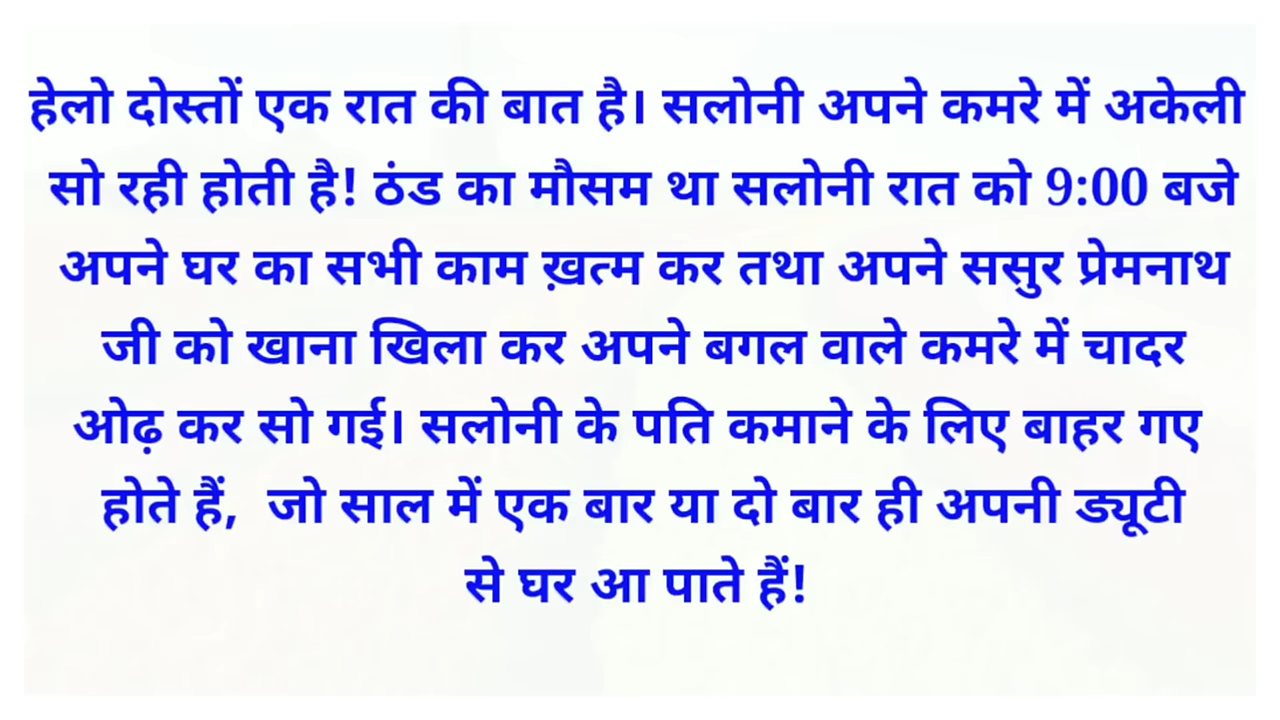 हेलो दोस्तों एक रात की बात है। सलोनी अपने कमरे में अकेली
सो रही होती है! ठंड का मौसम था सलोनी रात को 9:00 बजे
अपने घर का सभी काम ख़त्म कर तथा अपने ससुर प्रेमनाथ
जी को खाना खिला कर अपने बगल वाले कमरे में चादर
ओढ़ कर सो गई। सलोनी के पति कमाने के लिए बाहर गए
होते हैं, जो साल में एक बार या दो बार ही अपनी ड्यूटी
से घर आ पाते हैं!